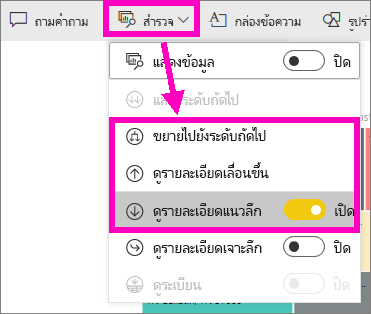 ถามคำถาม สำรวจ กล่องข้อความ รูปร่า
แสดงข้อมูล ปิด
แสดงระดับถัดไป
ขยายไปยังระดับถัดไป
ดูรายละเอียดเลื่อนขึ้น
ดูรายละเอียดแนวลึก เปิด
ดูรายละเอียดเจาะลึก ปิด
ดูระเบียน ปิด